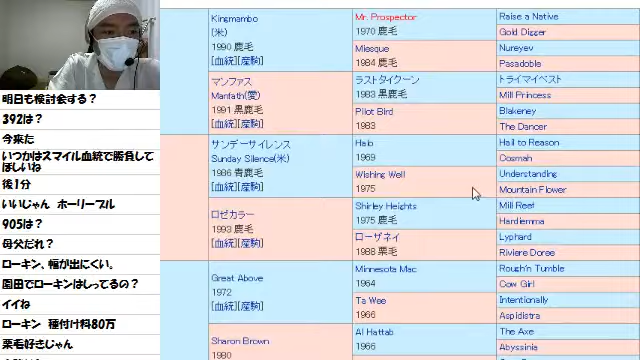 明日も検討会する?
392は?
今来た
いつかはスマイル血統で勝負して
ほしいね
後1分
いいじゃん ホーリーブル
905は?
母父だれ?
ローキン、幅が出にくい。
園田でローキンはしってるの?
イイね
ローキン 種付け料80万
栗毛好きじゃん
Kingmambo
(米)
1990 鹿毛
[血統][産駒]
マンファス
Manfath(愛)
1991 黒鹿毛
[血統][産駒]
サンデーサイレンス
Sunday Silence(米)
1986 青鹿毛
[血統][産駒]
ロゼカラー
1993 鹿毛
[血統][産駒]
Great Above
1972
[血統][産駒]
Sharon Brown
1980
Mr. Prospector
1970 鹿毛
Miesque
1984 鹿毛
ラストタイクーン
1983 黒鹿毛
Pilot Bird
1983
Halo
1969
Wishing Well
1975
Shirley Heights
1975 鹿毛
ローザネイ
1988 栗毛
Minnesota Mac
1964
Ta Wee
1966
Al Hattab
1966
Raise a Native
Gold Digger
Nureyev
Pasadoble
トライマイベスト
Mill Princess
Blakeney
The Dancer
Hail to Reason
Cosmah
Understanding
Mountain Flower
Mill Reef
Hardiemma
Lyphard
Riviere Doree
Rough'n Tumble
Cow Girl
Intentionally
Aspidistra
The Axe
Abyssinia